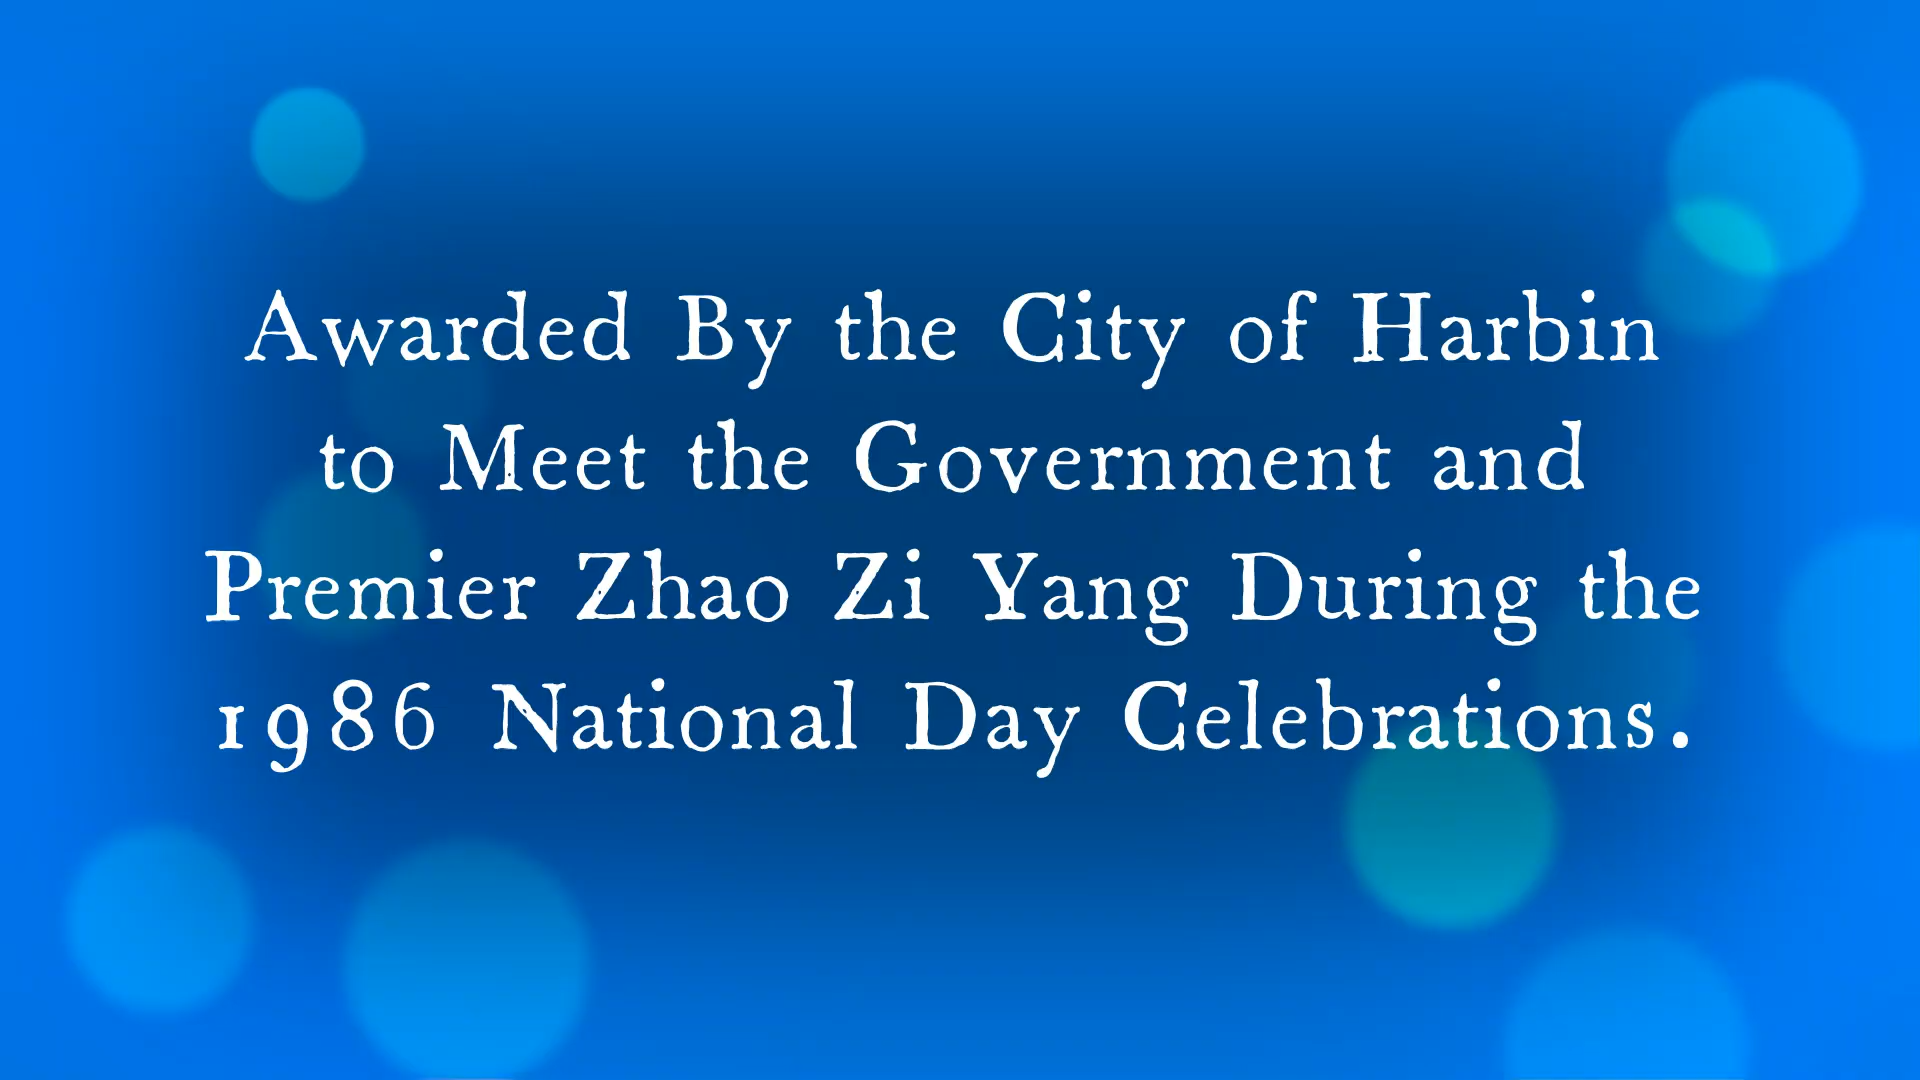 Awarded By the City of Harbin
to Meet the Government and
Premier Zhao Zi Yang During the
1986 National Day Celebrations.